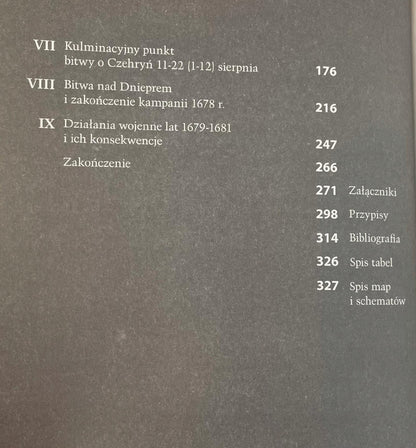 VII Kulminacyjny punkt
bitwy o Czehryń 11-22 (1-12) sierpnia 176
VIII Bitwa nad Dnieprem
i zakończenie kampanii 1678 r. 216
IX Działania wojenne lat 1679-1681
i ich konsekwencje 247
Zakończenie 266
271 Załączniki
298 Przypisy
314 Bibliografia
326 Spis tabel
327 Spis map
i schematów